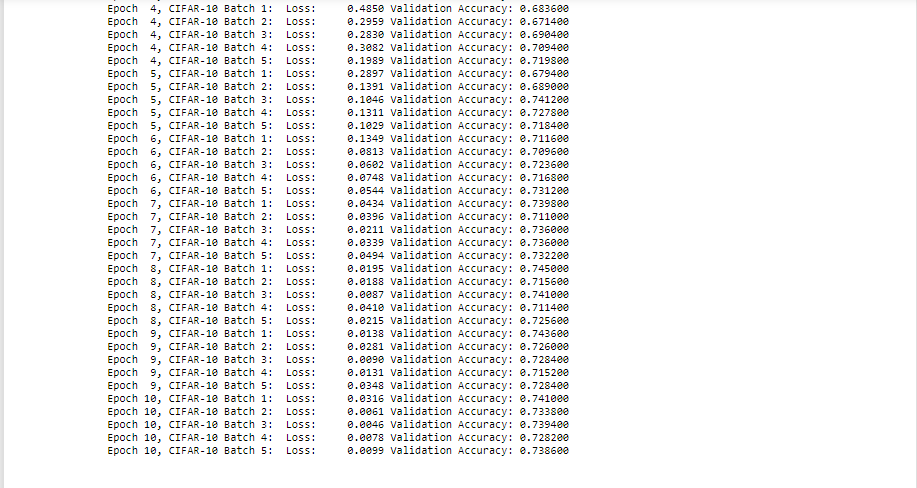 Epoch  4, CIFAR-10 Batch 1:  Loss:     0.4850 Validation Accuracy: 0.683600
Epoch  4, CIFAR-10 Batch 2:  Loss:     0.2959 Validation Accuracy: 0.671400
Epoch  4, CIFAR-10 Batch 3:  Loss:     0.2830 Validation Accuracy: 0.690400
Epoch  4, CIFAR-10 Batch 4:  Loss:     0.3082 Validation Accuracy: 0.709400
Epoch  4, CIFAR-10 Batch 5:  Loss:     0.1989 Validation Accuracy: 0.719800
Epoch  5, CIFAR-10 Batch 1:  Loss:     0.2897 Validation Accuracy: 0.679400
Epoch  5, CIFAR-10 Batch 2:  Loss:     0.1391 Validation Accuracy: 0.689000
Epoch  5, CIFAR-10 Batch 3:  Loss:     0.1046 Validation Accuracy: 0.741200
Epoch  5, CIFAR-10 Batch 4:  Loss:     0.1311 Validation Accuracy: 0.727800
Epoch  5, CIFAR-10 Batch 5:  Loss:     0.1029 Validation Accuracy: 0.718400
Epoch  6, CIFAR-10 Batch 1:  Loss:     0.1349 Validation Accuracy: 0.711600
Epoch  6, CIFAR-10 Batch 2:  Loss:     0.0813 Validation Accuracy: 0.709600
Epoch  6, CIFAR-10 Batch 3:  Loss:     0.0602 Validation Accuracy: 0.723600
Epoch  6, CIFAR-10 Batch 4:  Loss:     0.0748 Validation Accuracy: 0.716800
Epoch  6, CIFAR-10 Batch 5:  Loss:     0.0544 Validation Accuracy: 0.731200
Epoch  7, CIFAR-10 Batch 1:  Loss:     0.0434 Validation Accuracy: 0.739800
Epoch  7, CIFAR-10 Batch 2:  Loss:     0.0396 Validation Accuracy: 0.711000
Epoch  7, CIFAR-10 Batch 3:  Loss:     0.0211 Validation Accuracy: 0.736000
Epoch  7, CIFAR-10 Batch 4:  Loss:     0.0339 Validation Accuracy: 0.736000
Epoch  7, CIFAR-10 Batch 5:  Loss:     0.0494 Validation Accuracy: 0.732200
Epoch  8, CIFAR-10 Batch 1:  Loss:     0.0195 Validation Accuracy: 0.745000
Epoch  8, CIFAR-10 Batch 2:  Loss:     0.0188 Validation Accuracy: 0.715600
Epoch  8, CIFAR-10 Batch 3:  Loss:     0.0087 Validation Accuracy: 0.741000
Epoch  8, CIFAR-10 Batch 4:  Loss:     0.0410 Validation Accuracy: 0.711400
Epoch  8, CIFAR-10 Batch 5:  Loss:     0.0215 Validation Accuracy: 0.725600
Epoch  9, CIFAR-10 Batch 1:  Loss:     0.0138 Validation Accuracy: 0.743600
Epoch  9, CIFAR-10 Batch 2:  Loss:     0.0281 Validation Accuracy: 0.726000
Epoch  9, CIFAR-10 Batch 3:  Loss:     0.0090 Validation Accuracy: 0.728400
Epoch  9, CIFAR-10 Batch 4:  Loss:     0.0131 Validation Accuracy: 0.715200
Epoch  9, CIFAR-10 Batch 5:  Loss:     0.0348 Validation Accuracy: 0.728400
Epoch 10, CIFAR-10 Batch 1:  Loss:     0.0316 Validation Accuracy: 0.741000
Epoch 10, CIFAR-10 Batch 2:  Loss:     0.0061 Validation Accuracy: 0.733800
Epoch 10, CIFAR-10 Batch 3:  Loss:     0.0046 Validation Accuracy: 0.739400
Epoch 10, CIFAR-10 Batch 4:  Loss:     0.0078 Validation Accuracy: 0.728200
Epoch 10, CIFAR-10 Batch 5:  Loss:     0.0099 Validation Accuracy: 0.738600